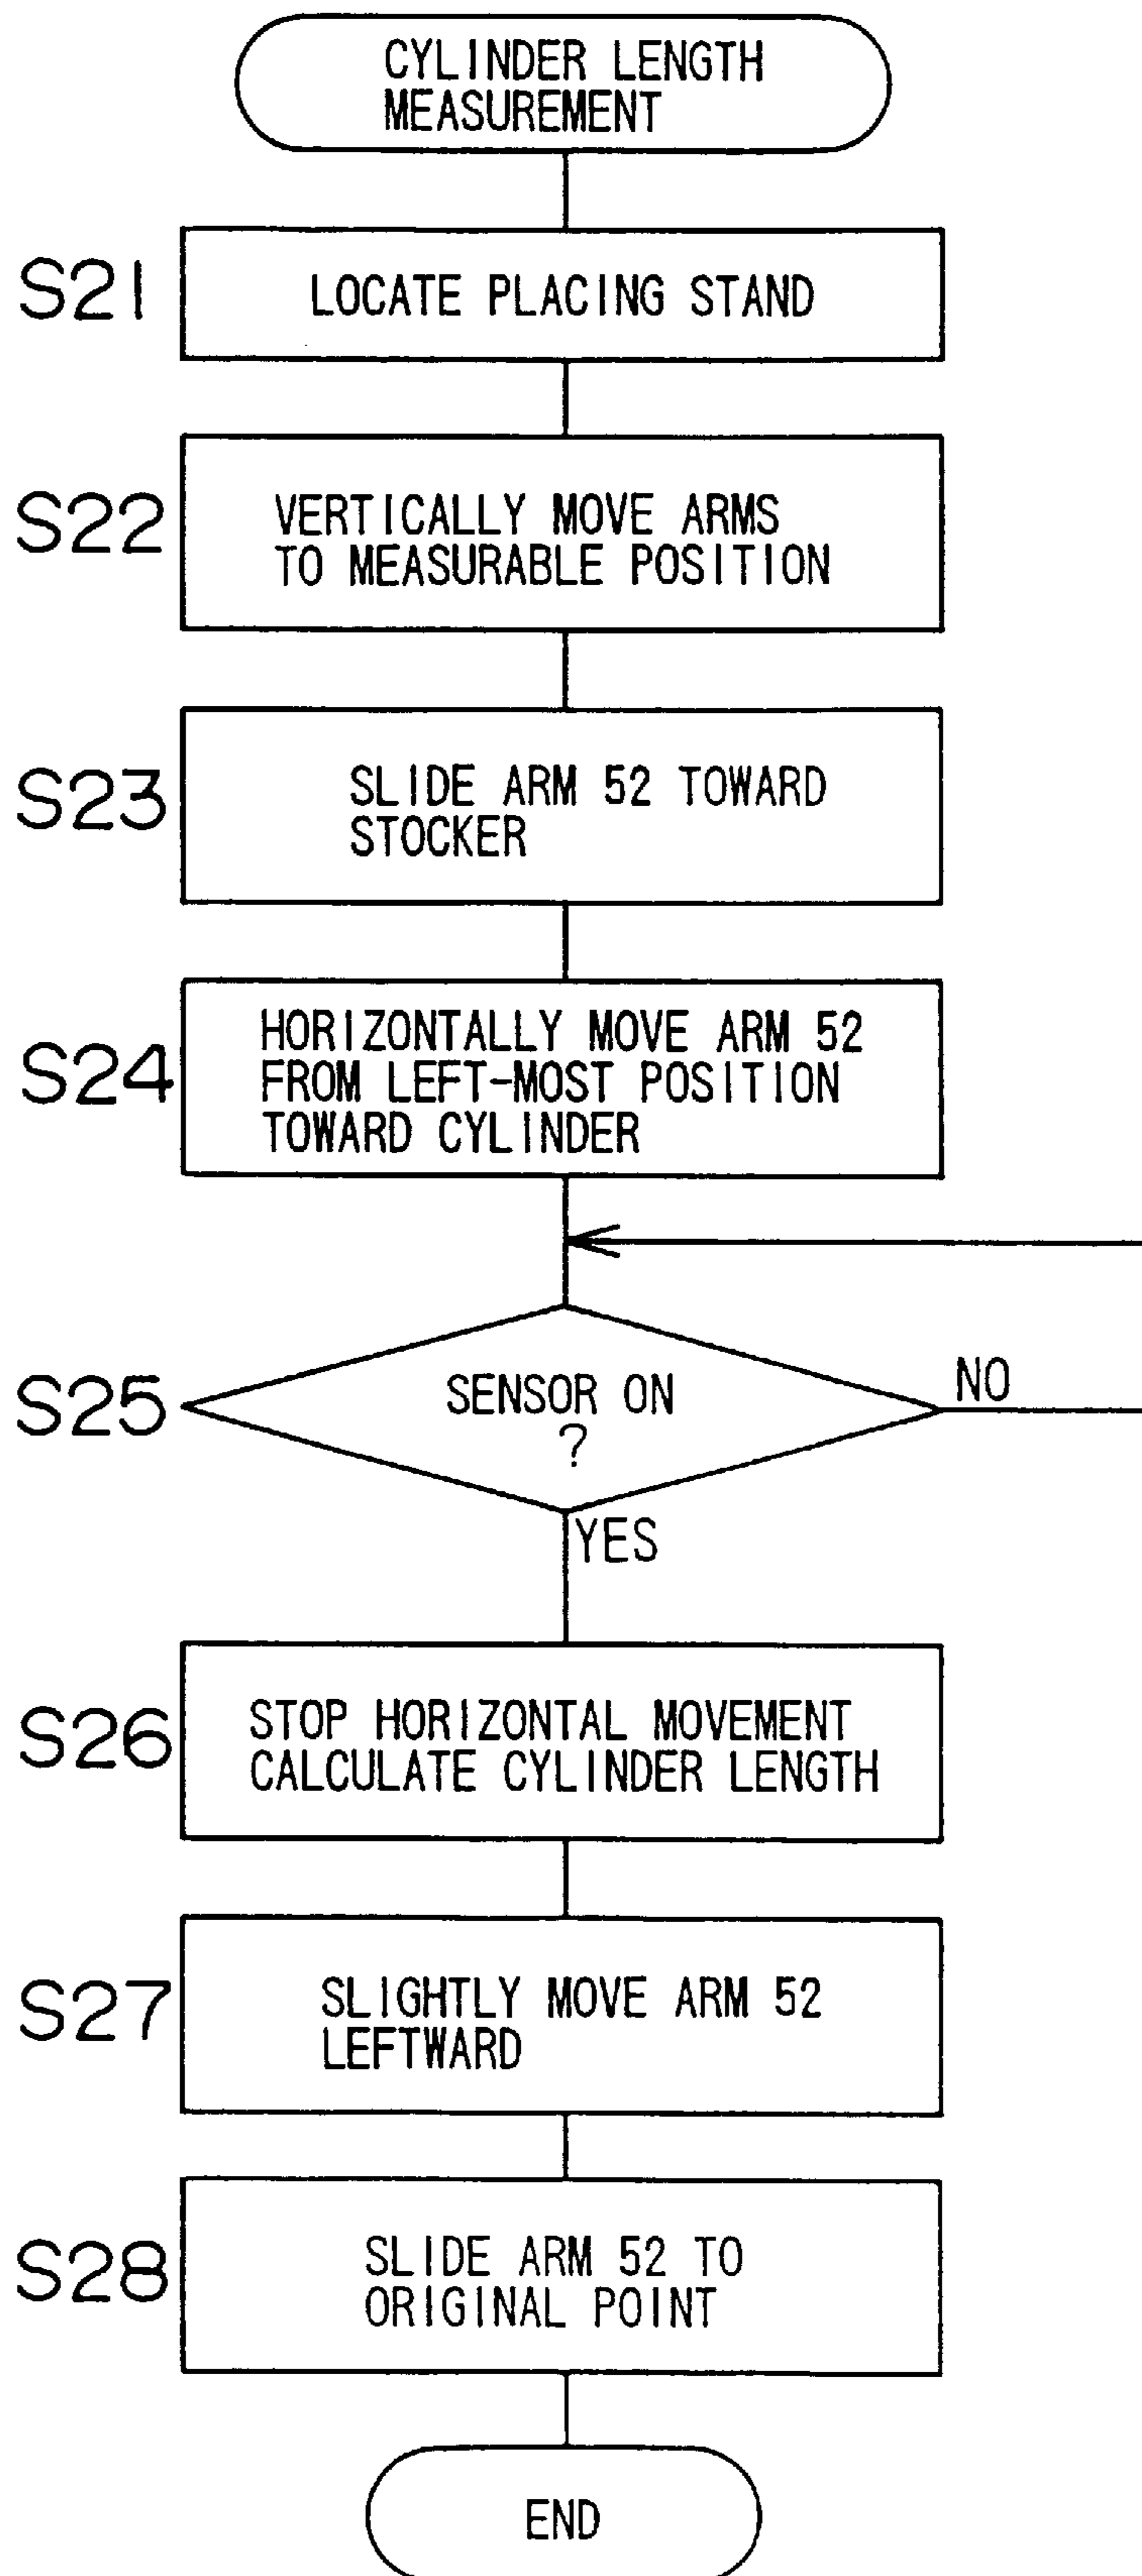 CYLINDER LENGTH
MEASUREMENT
S21
LOCATE PLACING STAND
S22
VERTICALLY MOVE ARMS
TO MEASURABLE POSITION
S23
SLIDE ARM 52 TOWARD
STOCKER
S24
HORIZONTALLY MOVE ARM 52
FROM LEFT-MOST POSITION
TOWARD CYLINDER
S25
SENSOR ON
?
NO
YES
S26
STOP HORIZONTAL MOVEMENT
CALCULATE CYLINDER LENGTH
S27
SLIGHTLY MOVE ARM 52
LEFTWARD
S28
SLIDE ARM 52 TO
ORIGINAL POINT
END